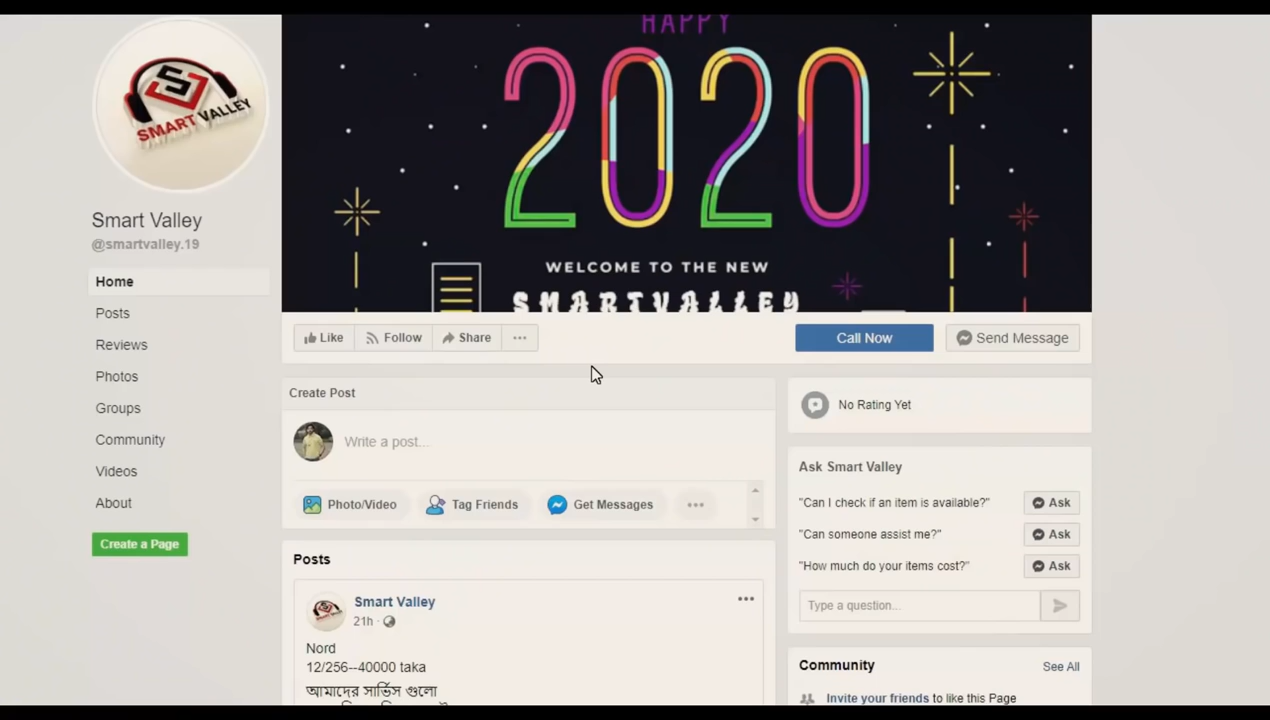 HAPPY
2020
WELCOME TO THE NEW
SMARTVALLEY
SMART VALLEY
Smart Valley
@smartvalley.19
Home
Posts
Reviews
Photos
Groups
Community
Videos
About
Create a Page
Like
Follow
Share
Call Now
Send Message
Create Post
Write a post...
Photo/Video
Tag Friends
Get Messages
Posts
Smart Valley
21h
Nord
12/256--40000 taka
আমাদের সার্ভিস গুলো
No Rating Yet
Ask Smart Valley
"Can I check if an item is available?" Ask
"Can someone assist me?" Ask
"How much do your items cost?" Ask
Type a question...
Community See All
Invite your friends to like this Page